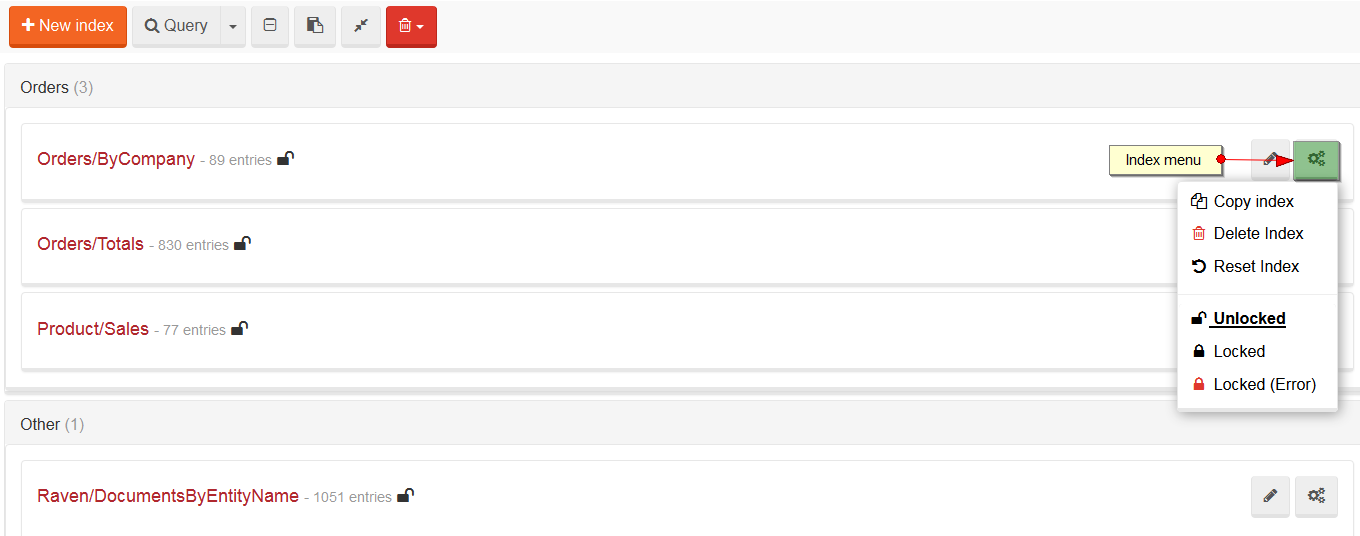 New index Query
Orders (3)
Orders/ByCompany - 89 entries
Index menu
Copy index
Delete Index
Reset Index
Orders/Totals - 830 entries
Product/Sales - 77 entries
Unlocked
Locked
Locked (Error)
Other (1)
Raven/DocumentsByEntityName - 1051 entries